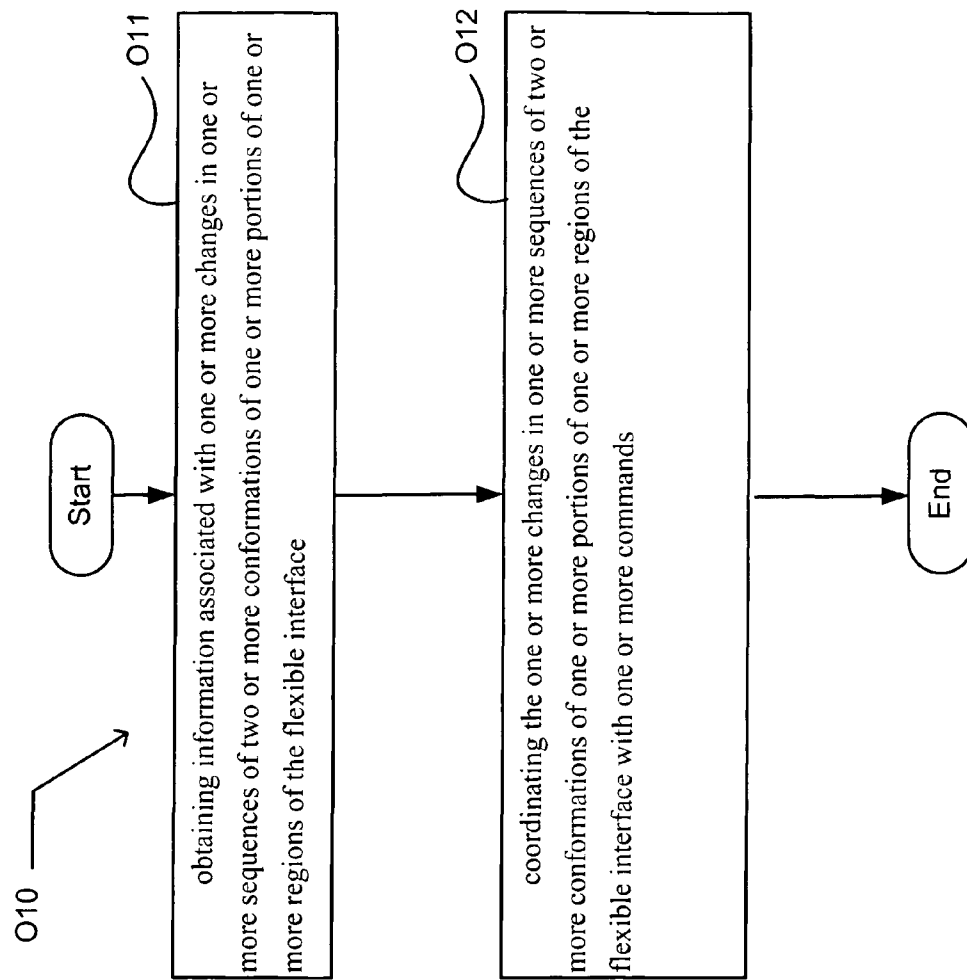 O10
Start
O11
obtaining information associated with one or more changes in one or
more sequences of two or more conformations of one or more portions of one or
more regions of the flexible interface
O12
coordinating the one or more changes in one or more sequences of two or
more conformations of one or more portions of one or more regions of the
flexible interface with one or more commands
End